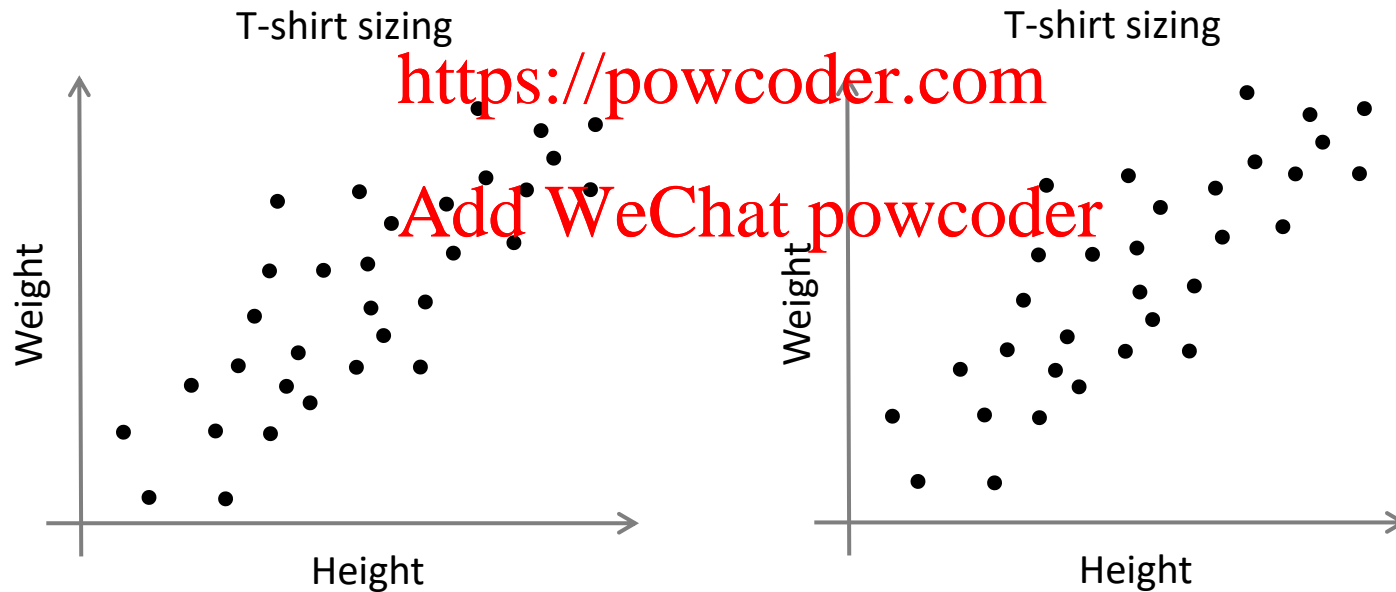 T-shirt sizing
T-shirt sizing
https://powcoder.com
Add WeChat powcoder
Weight
Weight
Height
Height